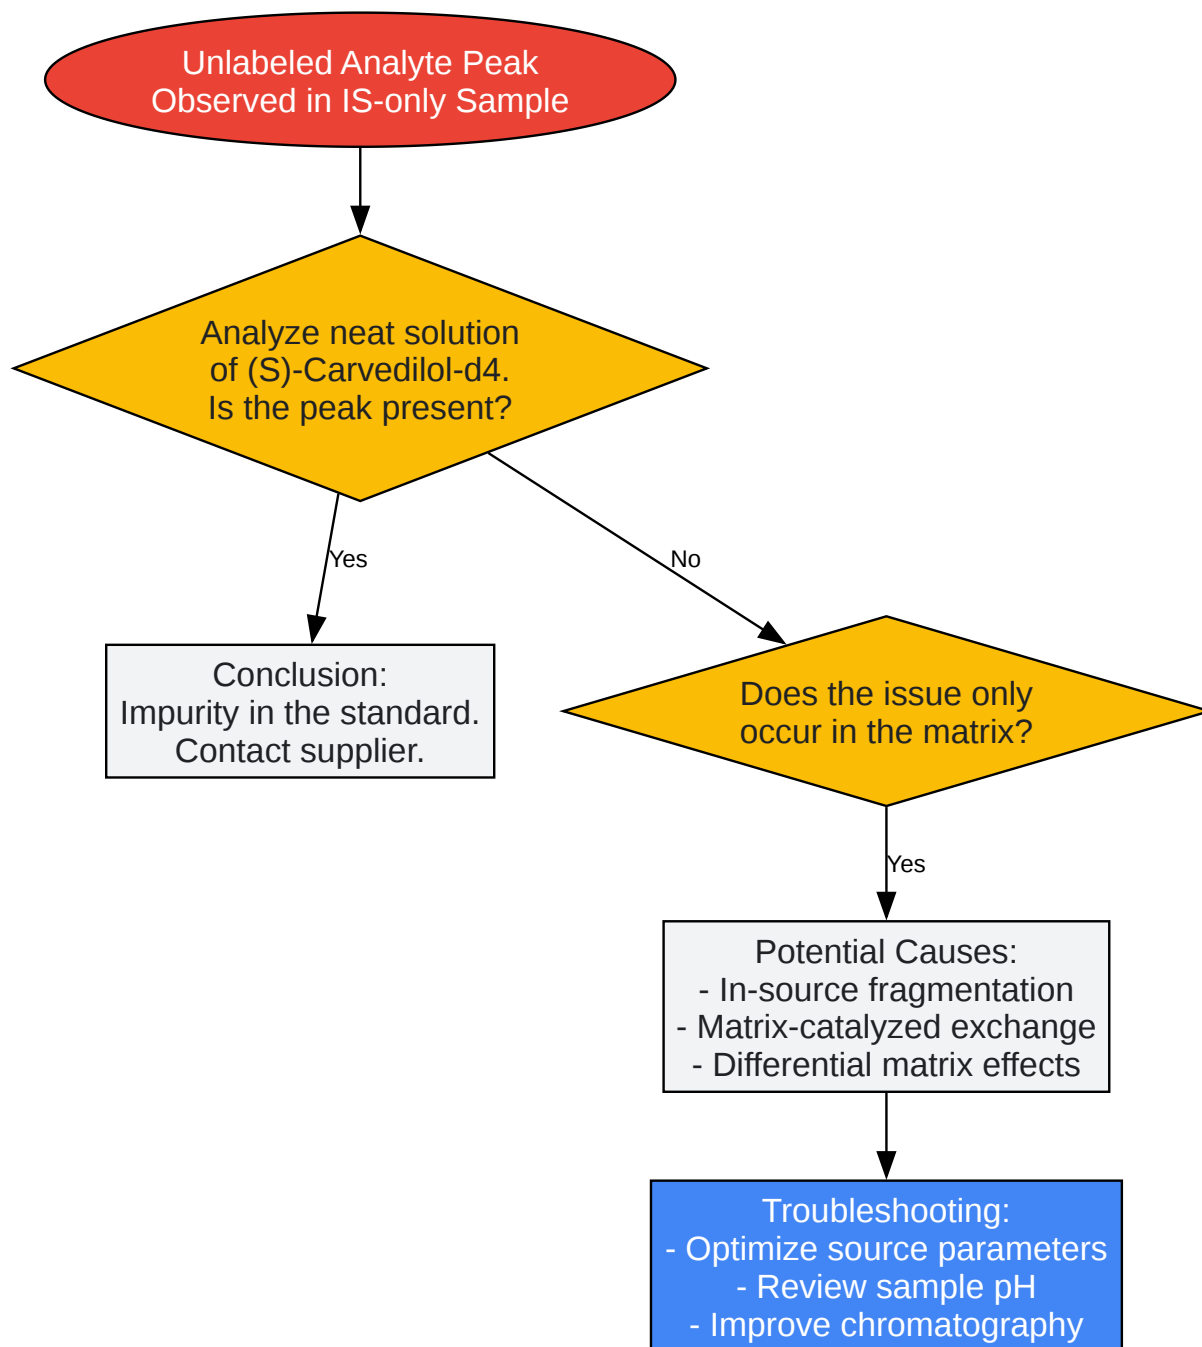 Unlabeled Analyte Peak
Observed in IS-only Sample
Analyze neat solution
of (S)-Carvedilol-d4.
Is the peak present?
Yes
No
Conclusion:
Impurity in the standard.
Contact supplier.
Does the issue only
occur in the matrix?
Yes
Potential Causes:
- In-source fragmentation
- Matrix-catalyzed exchange
- Differential matrix effects
Troubleshooting:
- Optimize source parameters
- Review sample pH
- Improve chromatography